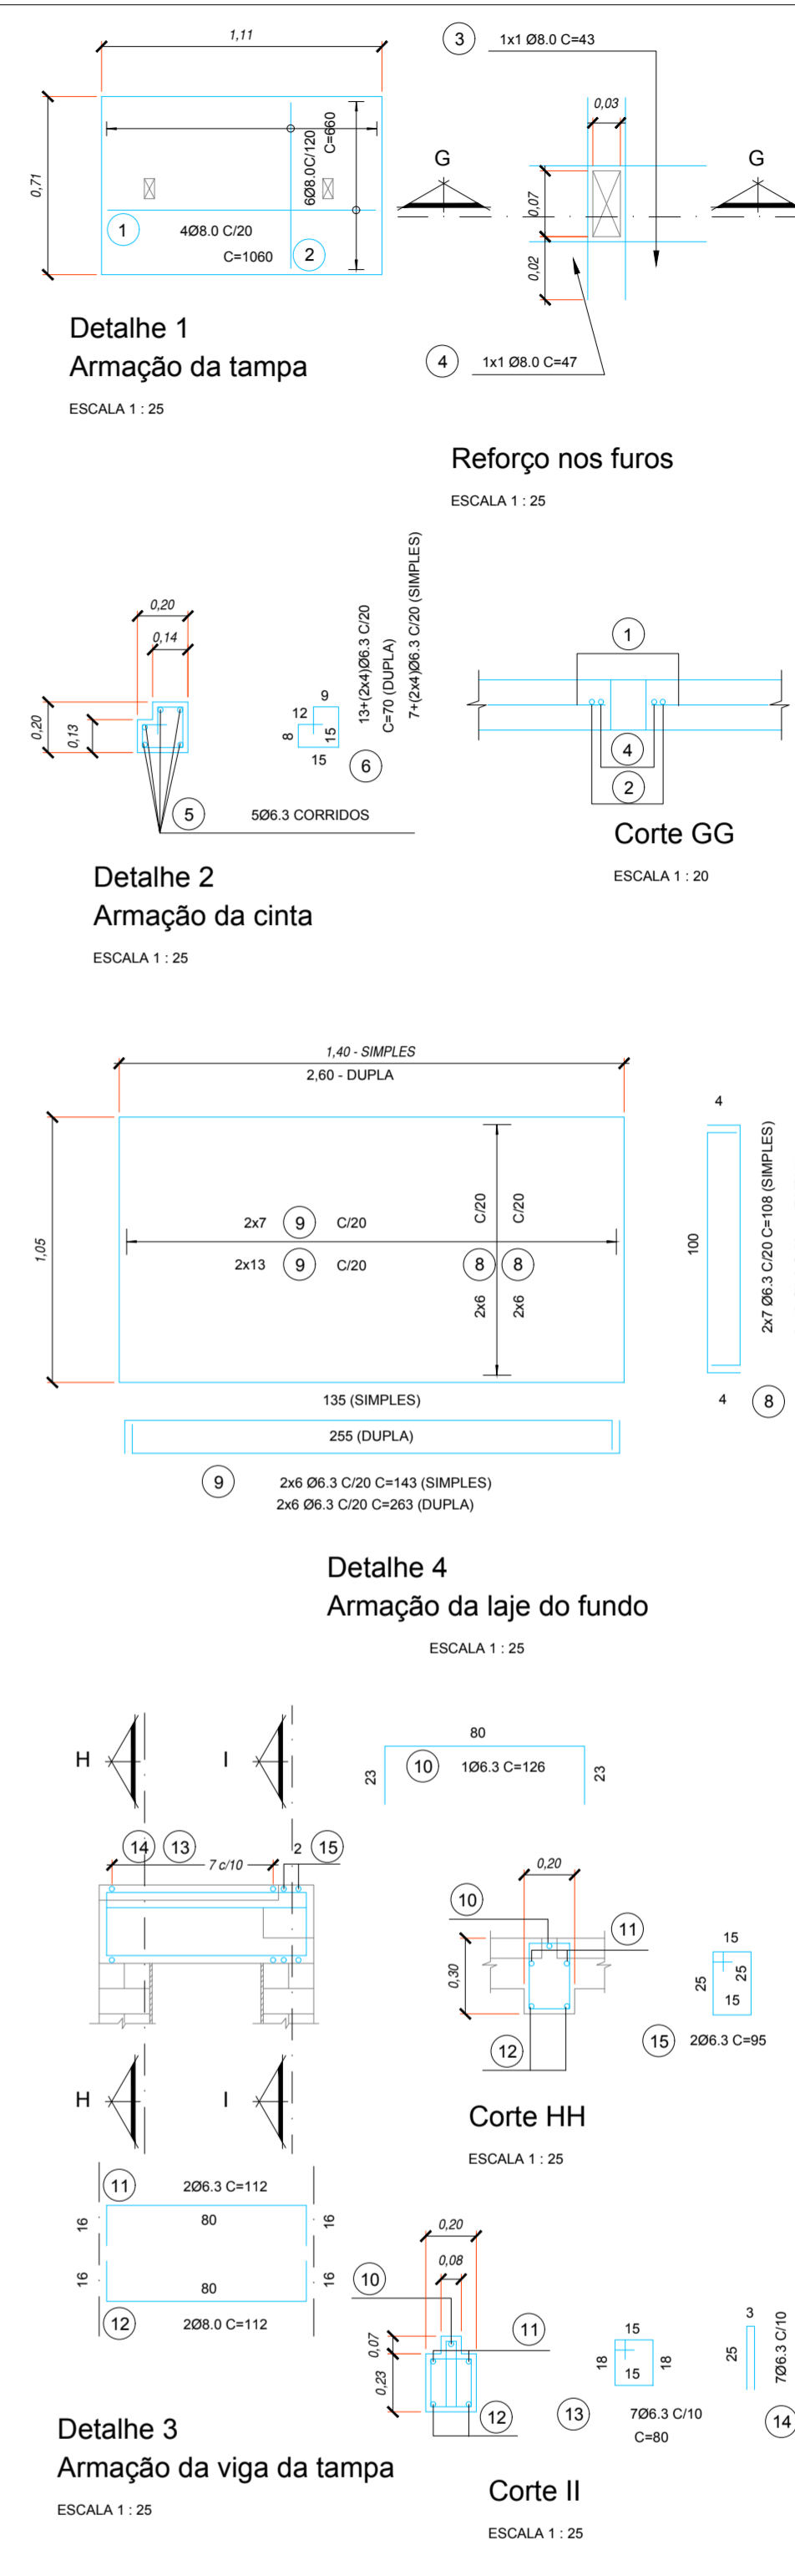 1,11
0,71
6Ø8.0C/120
C=660
1
4Ø8.0 C/20
C=1060
2
Detalhe 1
Armação da tampa
ESCALA 1 : 25
3
1x1 Ø8.0 C=43
0,03
G
G
0,07
0,02
4
1x1 Ø8.0 C=47
Reforço nos furos
ESCALA 1 : 25
0,20
0,14
0,20
0,13
9
12
8
15
15
6
13+(2x4)Ø6.3 C/20
C=70 (DUPLA)
7+(2x4)Ø6.3 C/20 (SIMPLES)
5
5Ø6.3 CORRIDOS
Detalhe 2
Armação da cinta
ESCALA 1 : 25
1
4
2
Corte GG
ESCALA 1 : 20
1,40 - SIMPLES
2,60 - DUPLA
1,05
2x7
9
C/20
2x13
9
C/20
C/20
C/20
8
8
2x6
2x6
4
100
2x7 Ø6.3 C/20 C=108 (SIMPLES)
4
8
135 (SIMPLES)
255 (DUPLA)
9
2x6 Ø6.3 C/20 C=143 (SIMPLES)
2x6 Ø6.3 C/20 C=263 (DUPLA)
Detalhe 4
Armação da laje do fundo
ESCALA 1 : 25
H
I
80
23
10
1Ø6.3 C=126
23
14
13
7 c/10
2
15
0,20
10
11
0,30
12
15
25
25
15
15
2Ø6.3 C=95
H
I
Corte HH
ESCALA 1 : 25
11
2Ø6.3 C=112
16
80
16
16
80
16
12
2Ø8.0 C=112
0,20
0,08
10
11
0,07
0,23
12
15
18
18
15
13
7Ø6.3 C/10
C=80
3
25
7Ø6.3 C/10
14
Detalhe 3
Armação da viga da tampa
ESCALA 1 : 25
Corte II
ESCALA 1 : 25